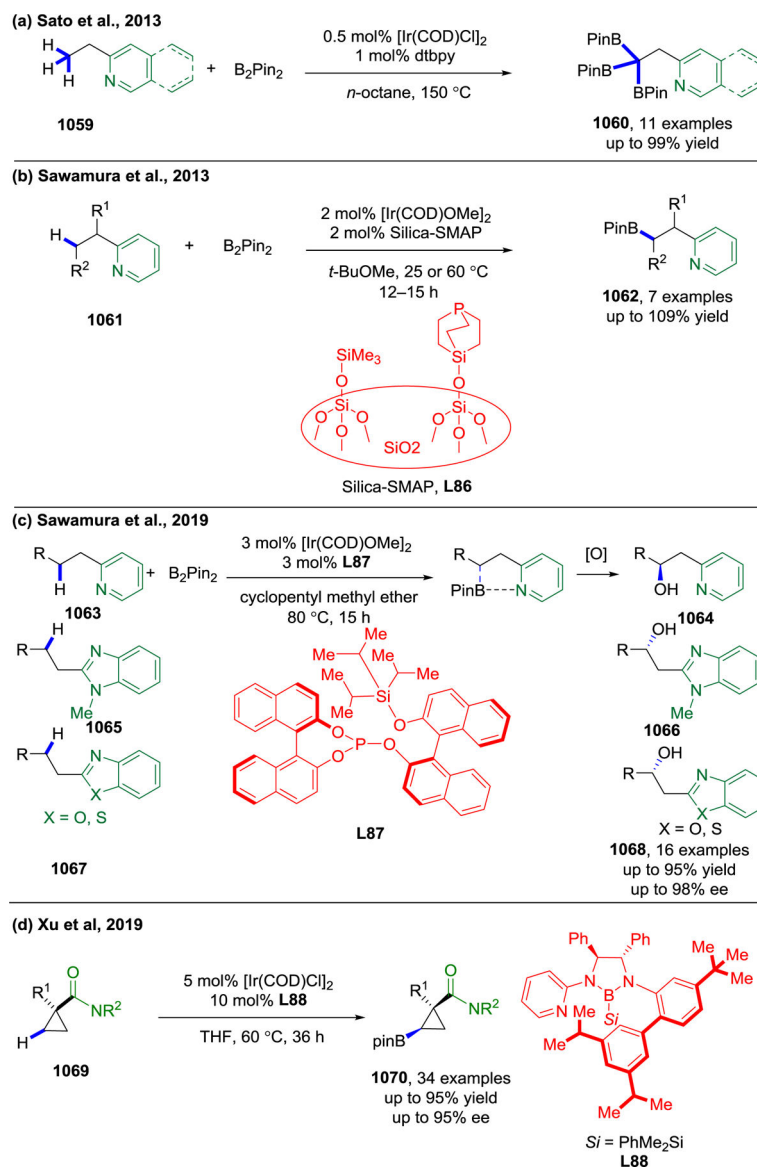 (a) Sato et al., 2013
H
H
H
N
1059
+
B2Pin2
0.5 mol% [Ir(COD)Cl]2
1 mol% dtbpy
n-octane, 150 °C
PinB
PinB
BPin
N
1060, 11 examples
up to 99% yield
(b) Sawamura et al., 2013
R1
H
R2
N
1061
+
B2Pin2
2 mol% [Ir(COD)OMe]2
2 mol% Silica-SMAP
t-BuOMe, 25 or 60 °C
12–15 h
R1
PinB
R2
N
1062, 7 examples
up to 109% yield
P
SiMe3
Si
O
O
Si
Si
O
O
O
O
O
O
SiO2
Silica-SMAP, L86
(c) Sawamura et al., 2019
R
H
N
1063
+
B2Pin2
3 mol% [Ir(COD)OMe]2
3 mol% L87
cyclopentyl methyl ether
80 °C, 15 h
R
PinB
N
[O]
R
OH
N
1064
H
R
N
N
Me
1065
OH
R
N
N
Me
1066
H
R
N
X
X = O, S
1067
Me
Me
Me
Me
Me
Me
Si
O
O
P
O
O
L87
OH
R
N
X
X = O, S
1068, 16 examples
up to 95% yield
up to 98% ee
(d) Xu et al, 2019
R1
O
NR2
H
1069
5 mol% [Ir(COD)Cl]2
10 mol% L88
THF, 60 °C, 36 h
R1
O
NR2
pinB
1070, 34 examples
up to 95% yield
up to 95% ee
Ph
Ph
Me
Me
Me
N
N
B
N
Si
Me
Me
Me
Me
Si = PhMe2Si
L88